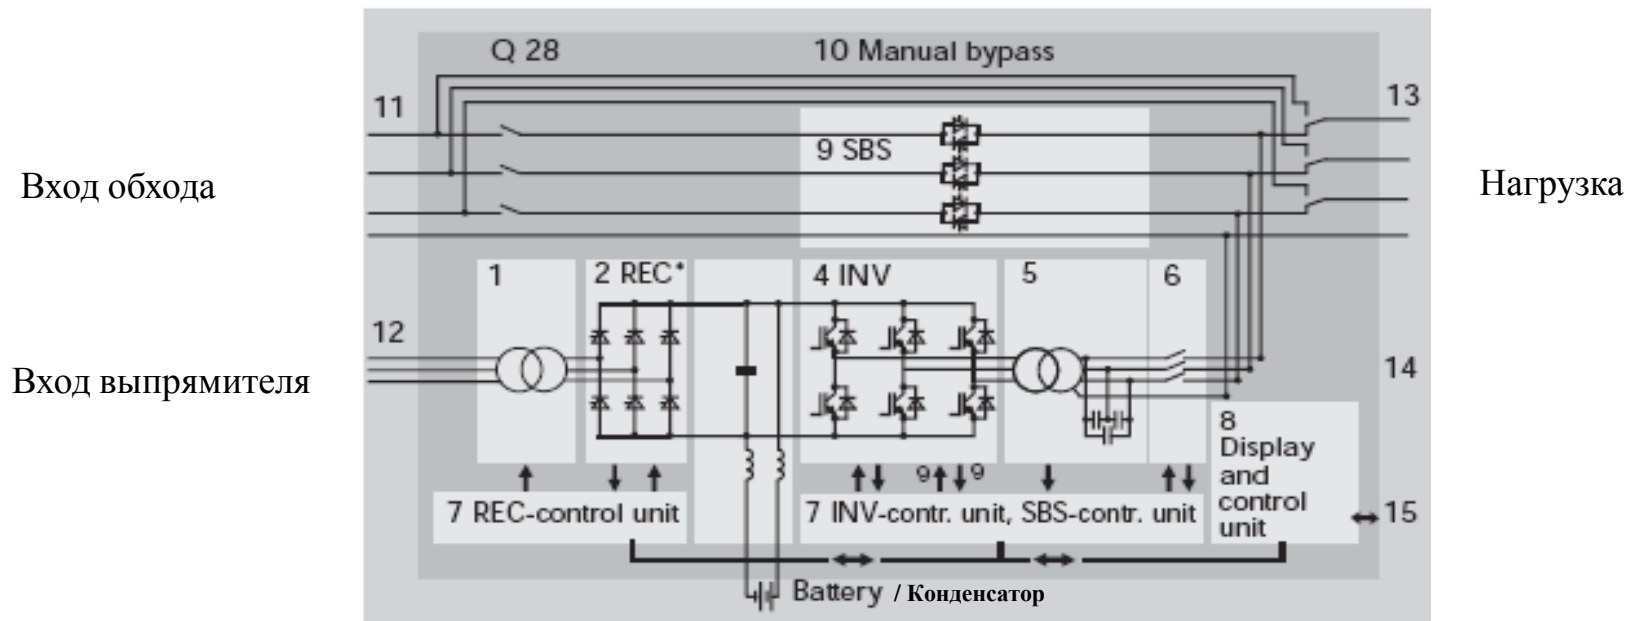 Q 28
10 Manual bypass
11
13
9 SBS
Вход обхода
Нагрузка
1
2 REC*
4 INV
5
6
12
14
Вход выпрямителя
8
Display
and
control
unit
9
9
7 REC-control unit
7 INV-contr. unit, SBS-contr. unit
15
Battery / Конденсатор